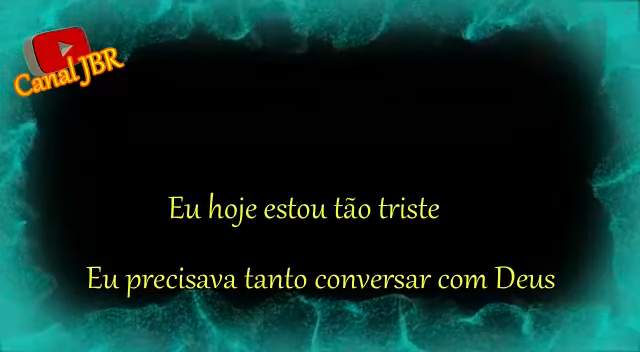 Canal JBR
Eu hoje estou tão triste
Eu precisava tanto conversar com Deus